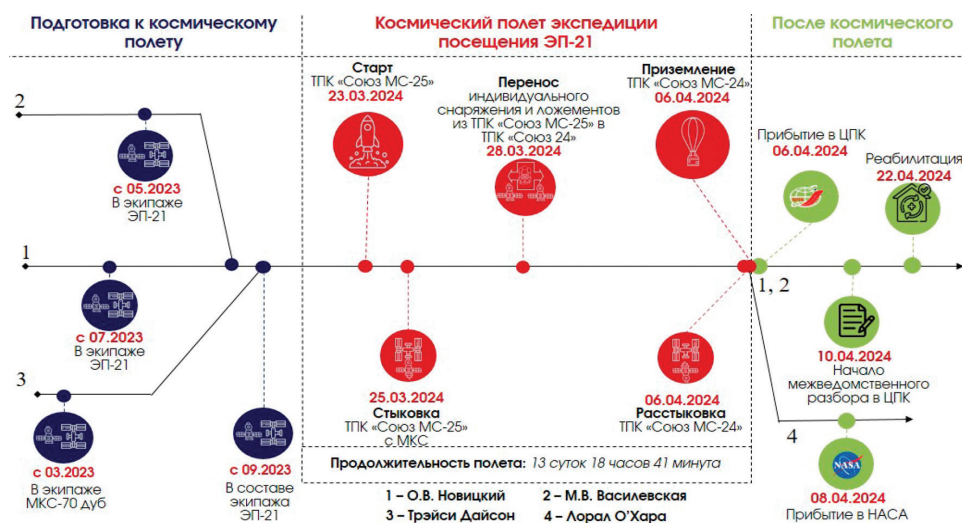 Подготовка к космическому
полету
Космический полет экспедиции
посещения ЭП-21
После космического
полета
2
с 05.2023
В экипаже
ЭП-21
1
с 07.2023
В экипаже
ЭП-21
3
с 03.2023
В экипаже
МКС-70 дуб
с 09.2023
В составе
экипажа
ЭП-21
Старт
ТПК «Союз МС-25»
23.03.2024
Перенос
индивидуального
снаряжения и ложементов
из ТПК «Союз МС-25» в
ТПК «Союз 24»
28.03.2024
Приземление
ТПК «Союз МС-24»
06.04.2024
25.03.2024
Стыковка
ТПК «Союз МС-25»
с МКС
06.04.2024
Расстыковка
ТПК «Союз МС-24»
Продолжительность полета: 13 суток 18 часов 41 минута
Прибытие в ЦПК
06.04.2024
Реабилитация
22.04.2024
1, 2
10.04.2024
Начало
межведомственного
разбора в ЦПК
4
NASA
08.04.2024
Прибытие в НАСА
1 – О.В. Новицкий 2 – М.В. Василевская
3 – Трэйси Дайсон 4 – Лорал О’Хара